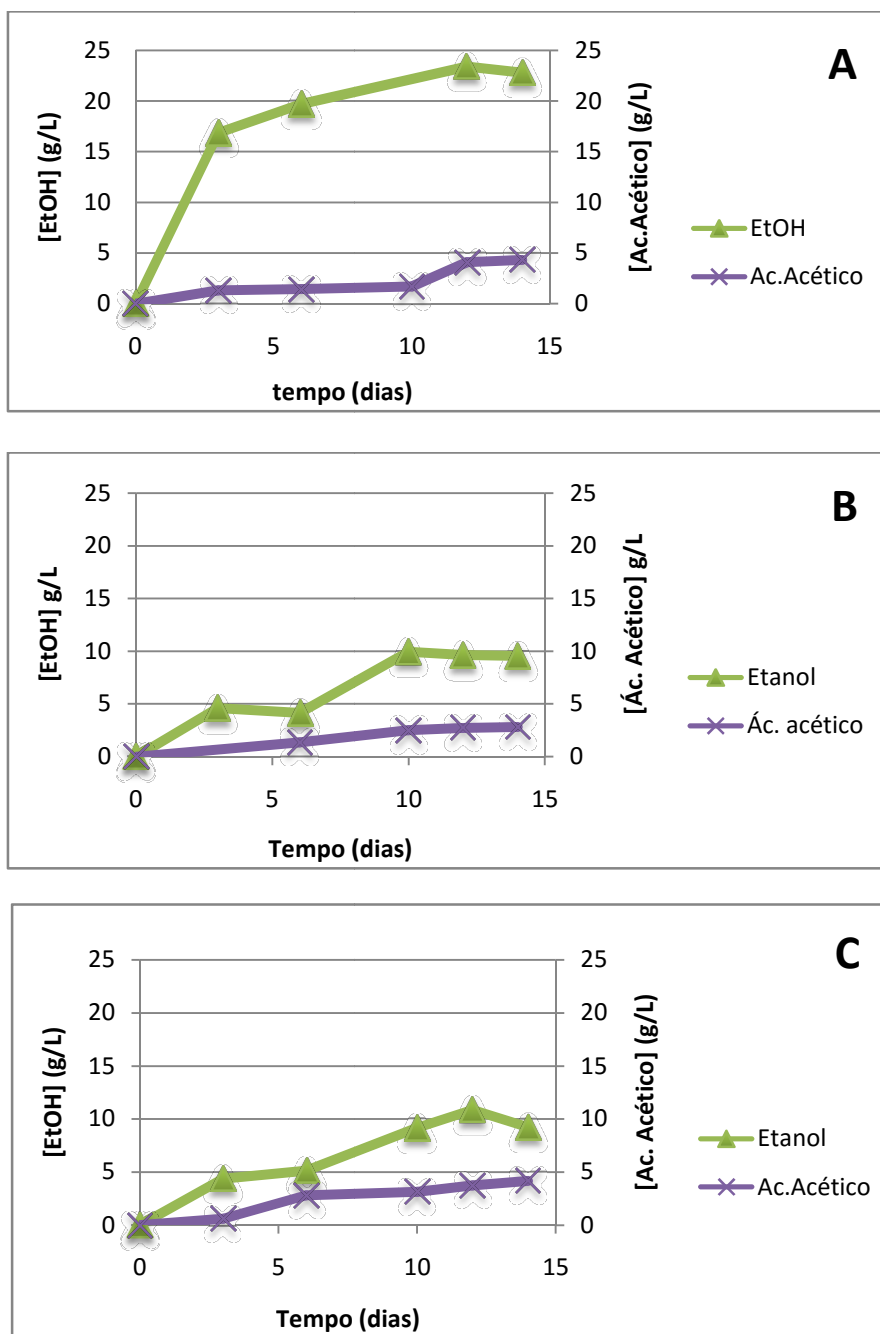 A
[EtOH] (g/L)
25
20
15
10
5
0
25
20
15
10
5
0
[Ac.Acético] (g/L)
0 5 10 15
tempo (dias)
EtOH
Ac.Acético
B
[EtOH] g/L
25
20
15
10
5
0
25
20
15
10
5
0
[Ác. Acético] g/L
0 5 10 15
Tempo (dias)
Etanol
Ác. acético
C
[EtOH] (g/L)
25
20
15
10
5
0
25
20
15
10
5
0
[Ac. Acético] (g/L)
0 5 10 15
Tempo (dias)
Etanol
Ac.Acético